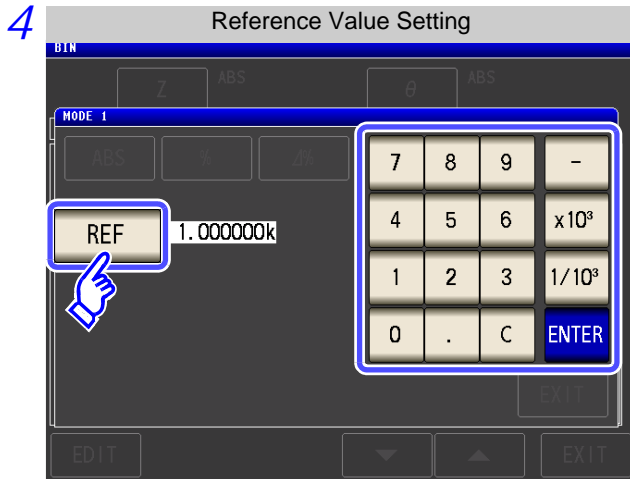 4 Reference Value Setting
BIN
Z ABS θ ABS
MODE 1
ABS % Δ%
7 8 9 -
REF 1.000000k
4 5 6 x10³
1 2 3 1/10³
0 . C ENTER
EXIT
EDIT EXIT